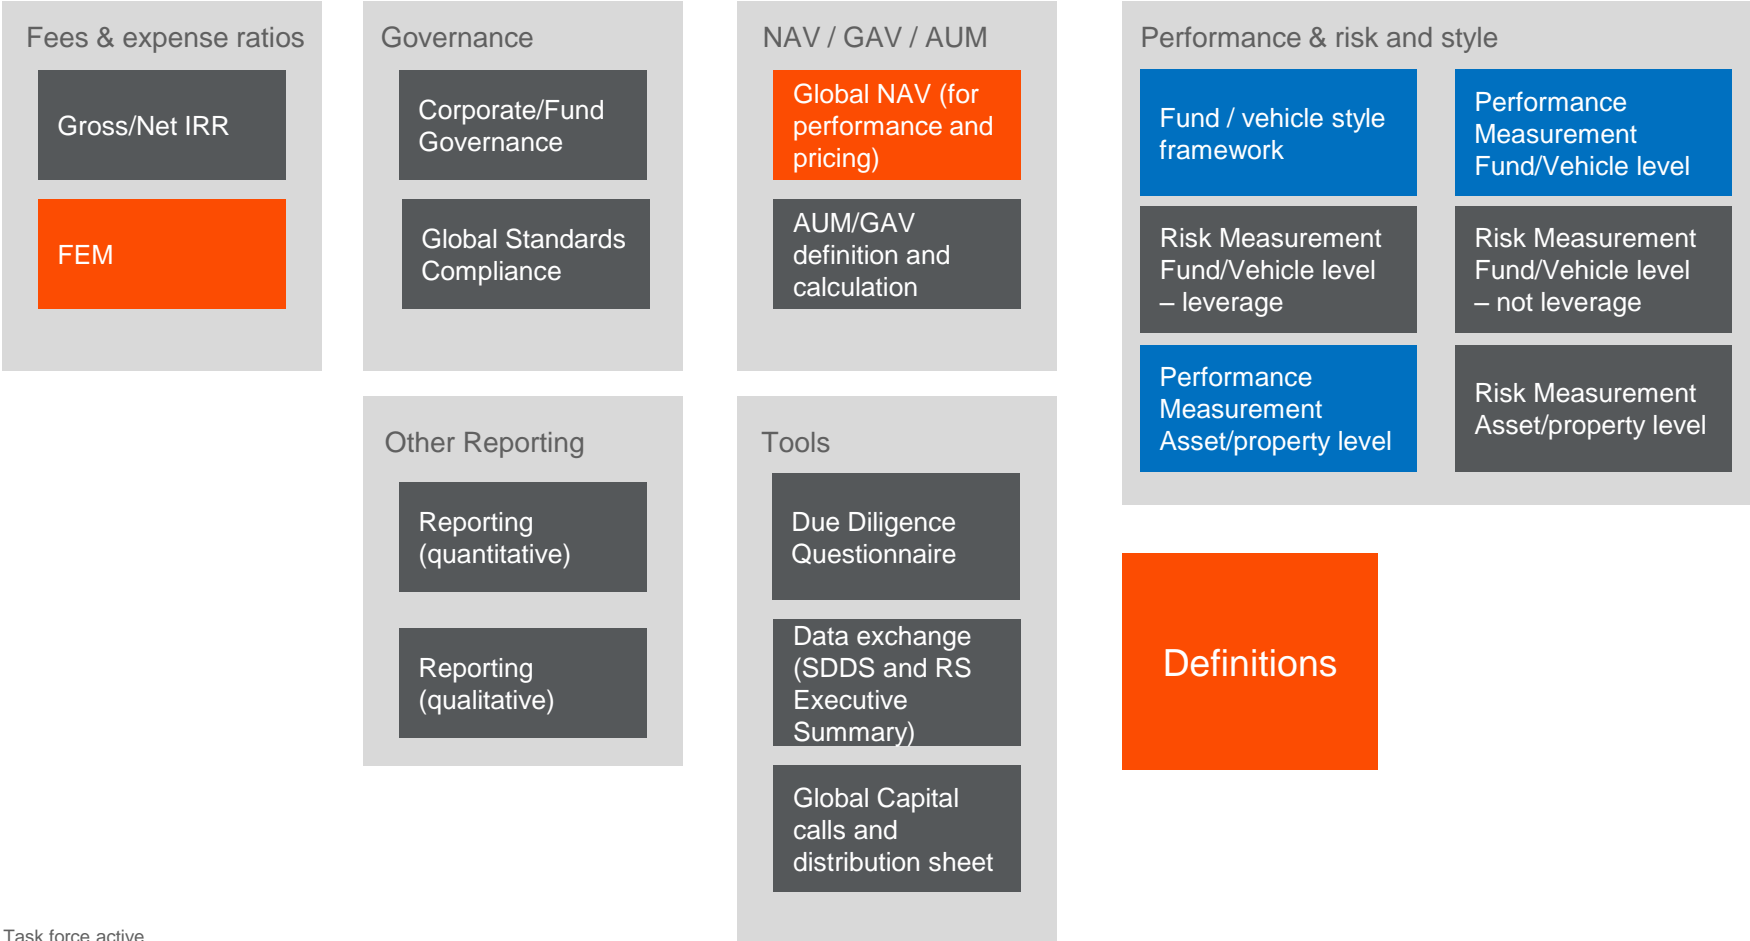 Fees & expense ratios
Gross/Net IRR
FEM
Governance
Corporate/Fund
Governance
Global Standards
Compliance
NAV / GAV / AUM
Global NAV (for
performance and
pricing)
AUM/GAV
definition and
calculation
Performance & risk and style
Fund / vehicle style
framework
Performance
Measurement
Fund/Vehicle level
Risk Measurement
Fund/Vehicle level
– leverage
Risk Measurement
Fund/Vehicle level
– not leverage
Performance
Measurement
Asset/property level
Risk Measurement
Asset/property level
Other Reporting
Reporting
(quantitative)
Reporting
(qualitative)
Tools
Due Diligence
Questionnaire
Data exchange
(SDDS and RS
Executive
Summary)
Global Capital
calls and
distribution sheet
Definitions
Task force active